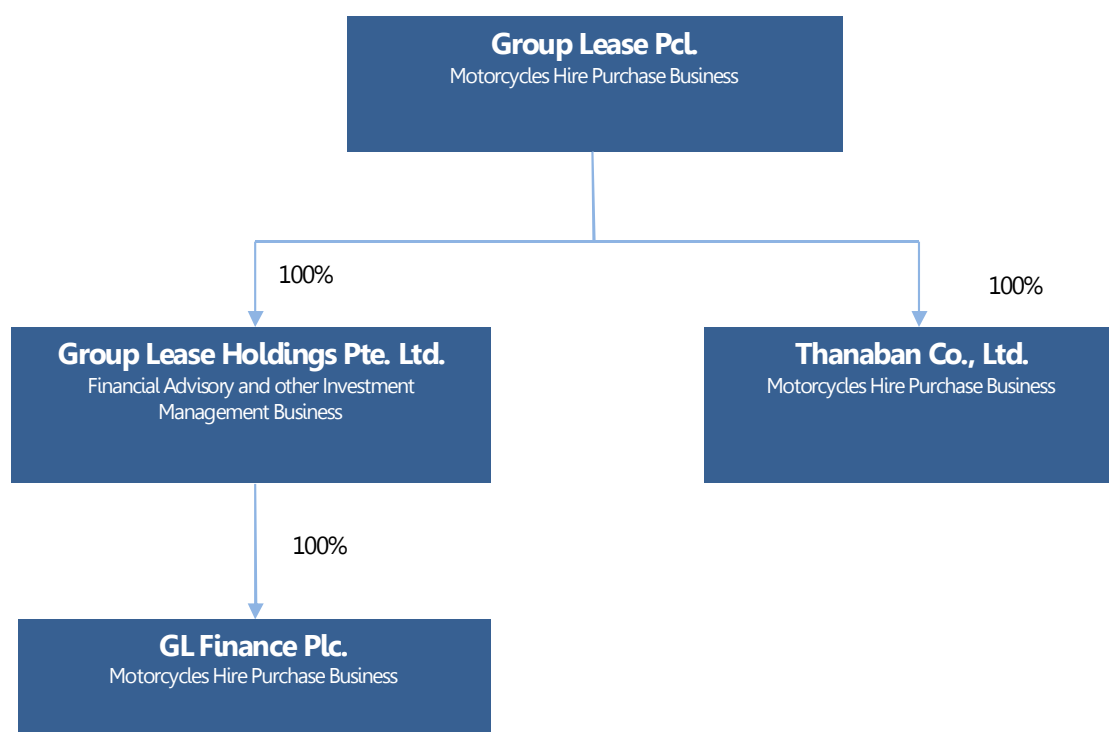 Group Lease Pcl.
Motorcycles Hire Purchase Business
100%
100%
Group Lease Holdings Pte. Ltd.
Financial Advisory and other Investment
Management Business
Thanaban Co., Ltd.
Motorcycles Hire Purchase Business
100%
GL Finance Plc.
Motorcycles Hire Purchase Business